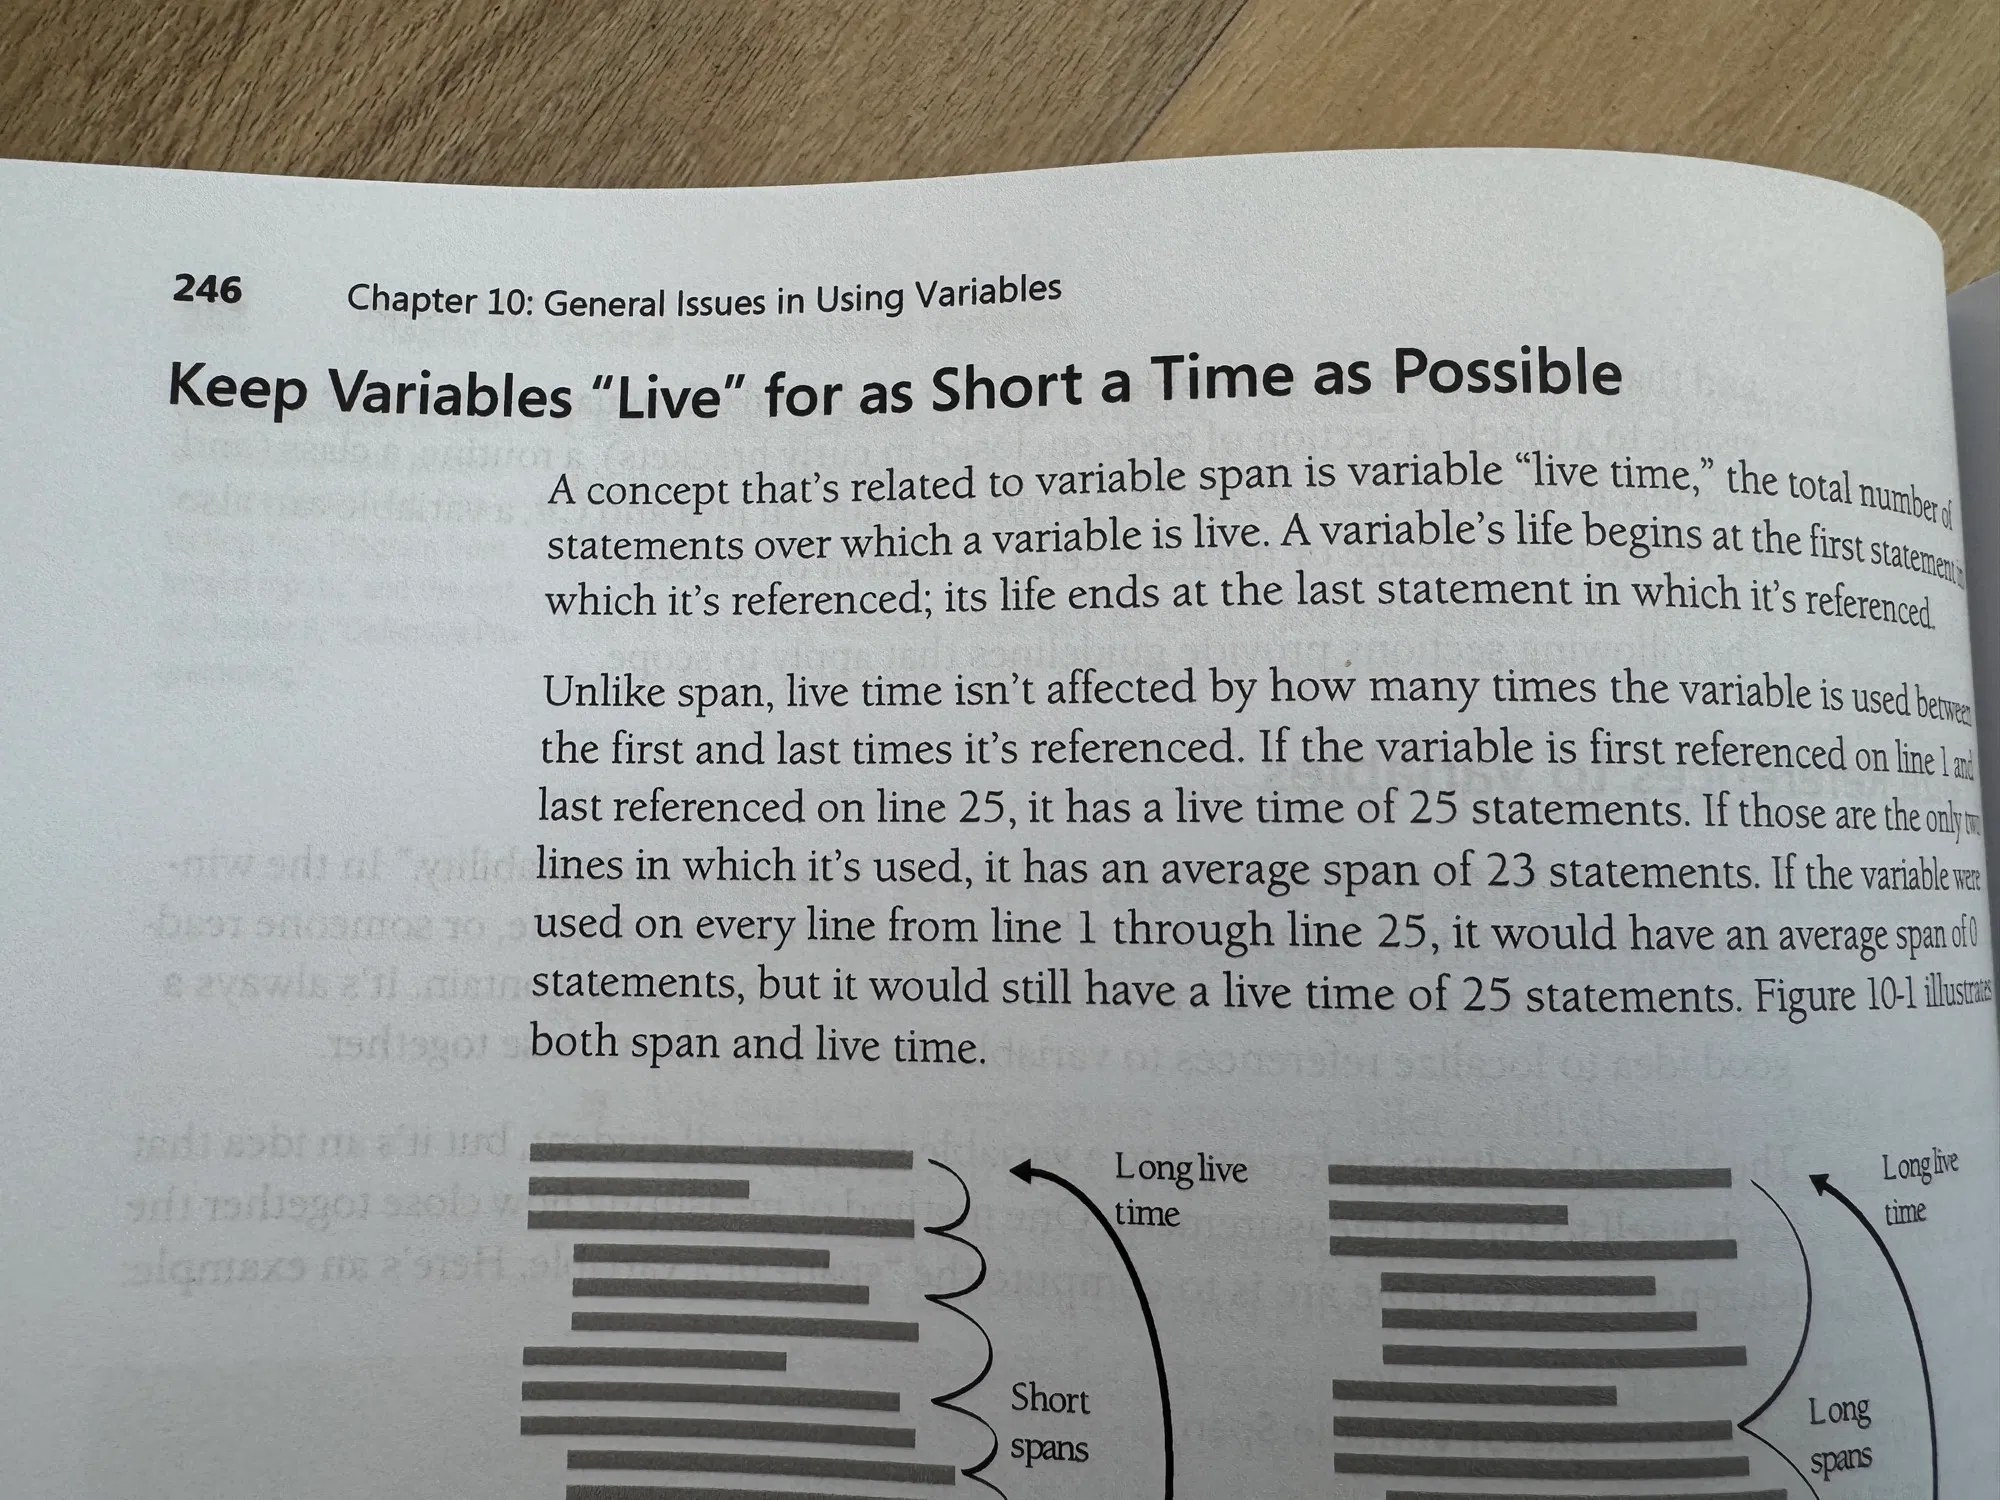 246 Chapter 10: General Issues in Using Variables
Keep Variables “Live” for as Short a Time as Possible
A concept that’s related to variable span is variable “live time,” the total number of
statements over which a variable is live. A variable’s life begins at the first statement in
which it’s referenced; its life ends at the last statement in which it’s referenced.
Unlike span, live time isn’t affected by how many times the variable is used between
the first and last times it’s referenced. If the variable is first referenced on line 1 and
last referenced on line 25, it has a live time of 25 statements. If those are the only two
lines in which it’s used, it has an average span of 23 statements. If the variable were
used on every line from line 1 through line 25, it would have an average span of 0
statements, but it would still have a live time of 25 statements. Figure 10-1 illustrates
both span and live time.
Long live
time
Short
spans
Long live
time
Long
spans